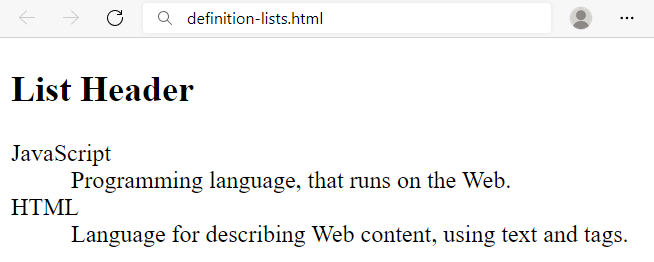 definition-lists.html
List Header
JavaScript
Programming language, that runs on the Web.
HTML
Language for describing Web content, using text and tags.